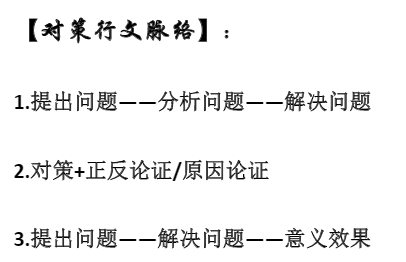 【对策行文脉络】：
1.提出问题——分析问题——解决问题
2.对策+正反论证/原因论证
3.提出问题——解决问题——意义效果